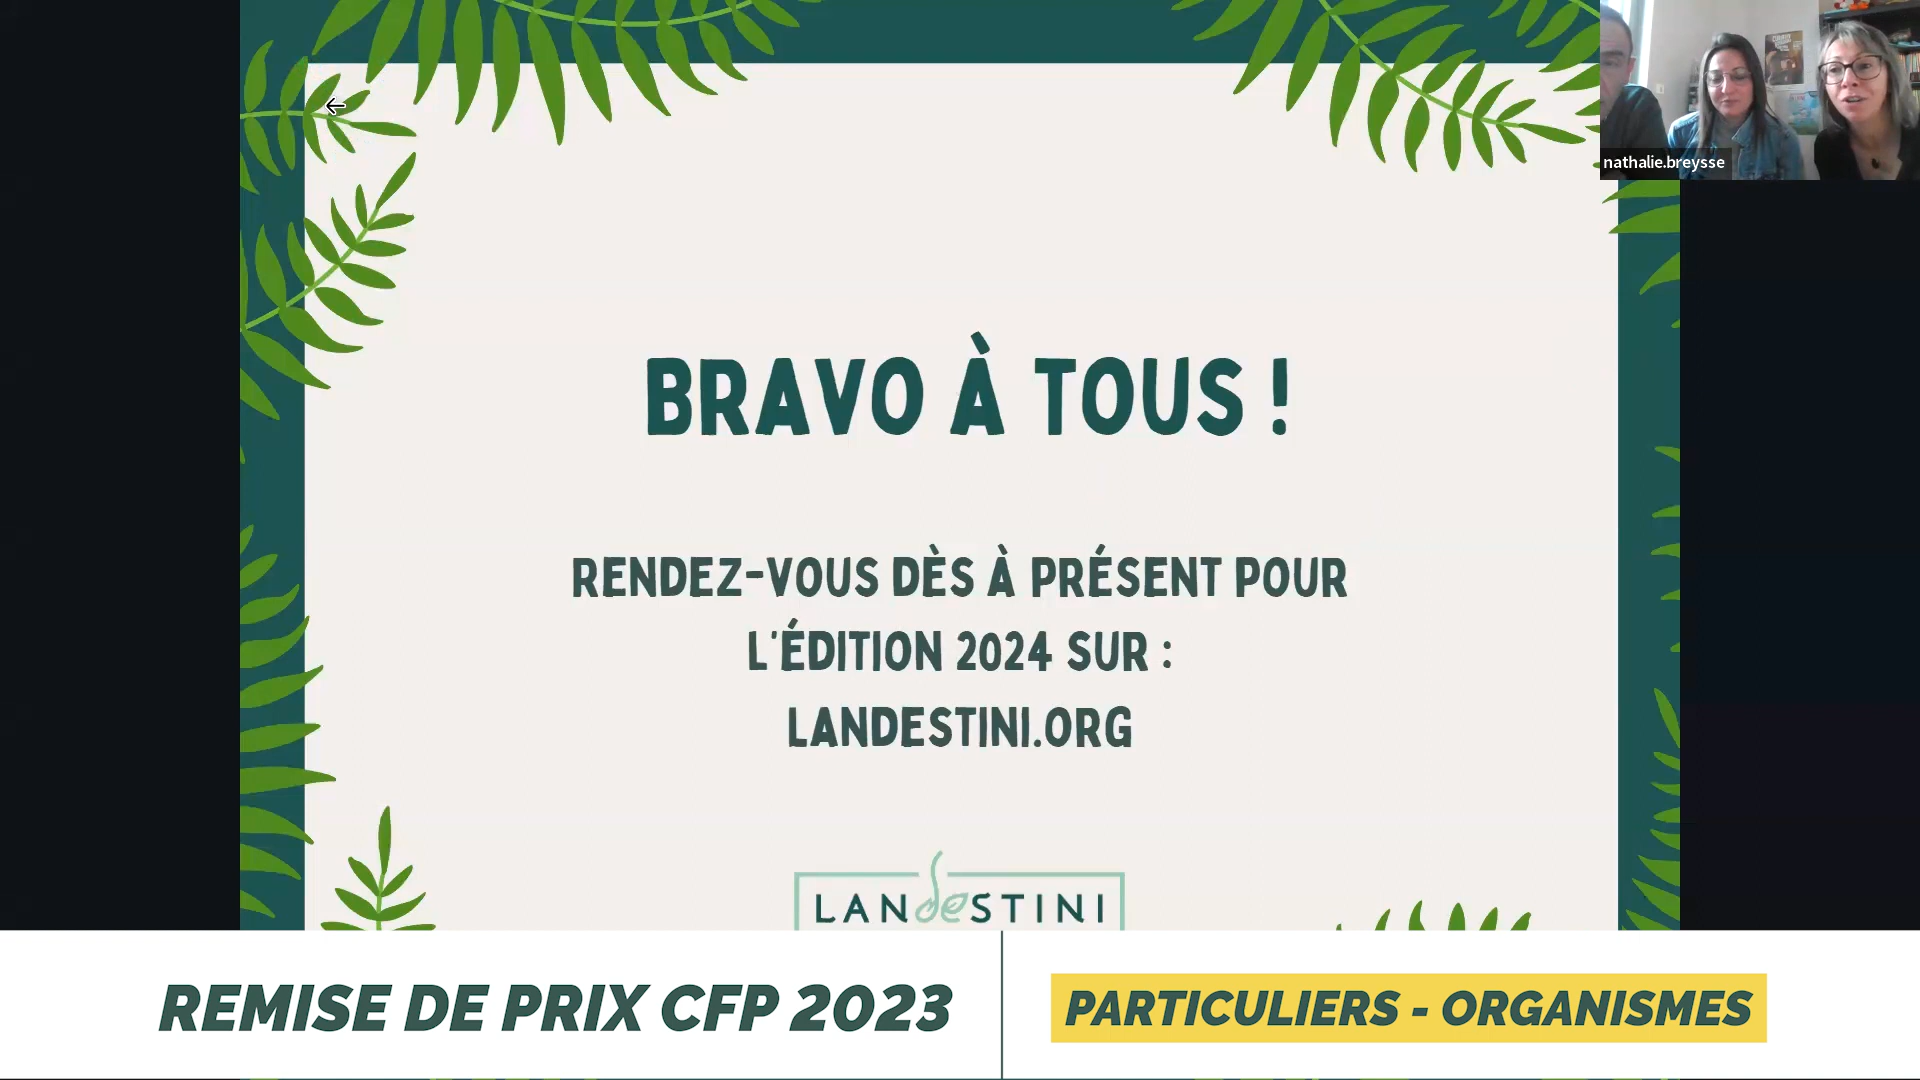 nathalie.breysse
BRAVO À TOUS !
RENDEZ-VOUS DÈS À PRÉSENT POUR
L'ÉDITION 2024 SUR :
LANDESTINI.ORG
LANdeSTINI
REMISE DE PRIX CFP 2023
PARTICULIERS - ORGANISMES